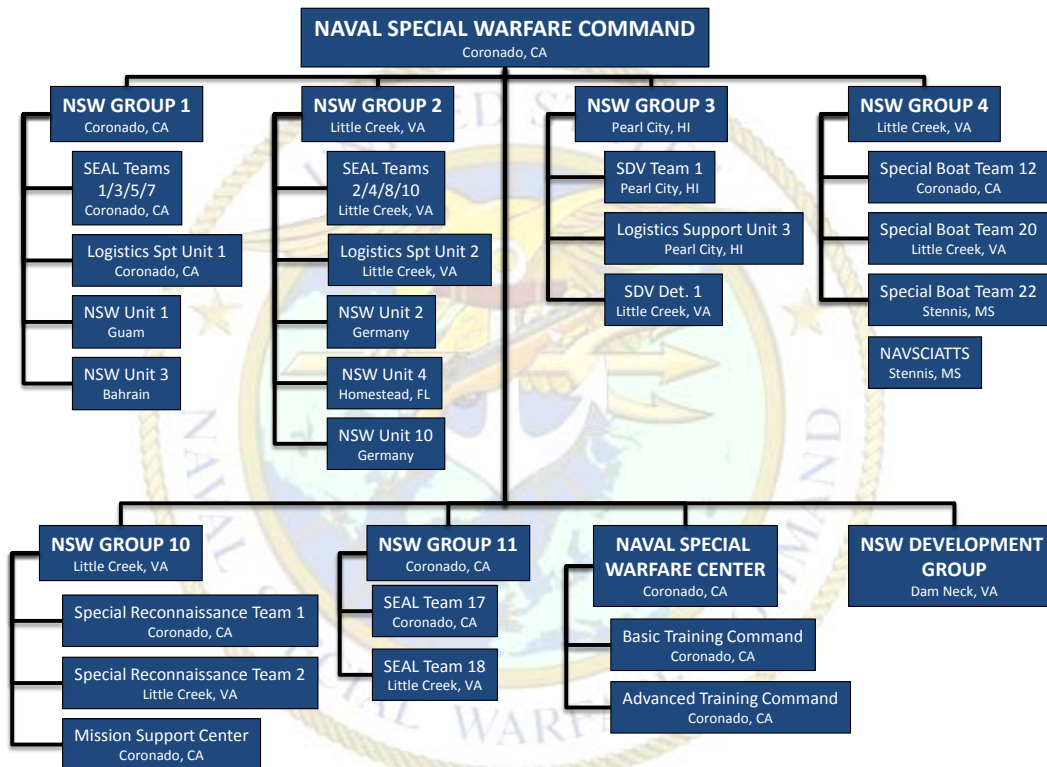 NAVAL SPECIAL WARFARE COMMAND
Coronado, CA
NSW GROUP 1
Coronado, CA
SEAL Teams
1/3/5/7
Coronado, CA
Logistics Spt Unit 1
Coronado, CA
NSW Unit 1
Guam
NSW Unit 3
Bahrain
NSW GROUP 2
Little Creek, VA
SEAL Teams
2/4/8/10
Little Creek, VA
Logistics Spt Unit 2
Little Creek, VA
NSW Unit 2
Germany
NSW Unit 4
Homestead, FL
NSW Unit 10
Germany
NSW GROUP 3
Pearl City, HI
SDV Team 1
Pearl City, HI
Logistics Support Unit 3
Pearl City, HI
SDV Det. 1
Little Creek, VA
NSW GROUP 4
Little Creek, VA
Special Boat Team 12
Coronado, CA
Special Boat Team 20
Little Creek, VA
Special Boat Team 22
Stennis, MS
NAVSCIATTS
Stennis, MS
NSW GROUP 10
Little Creek, VA
Special Reconnaissance Team 1
Coronado, CA
Special Reconnaissance Team 2
Little Creek, VA
Mission Support Center
Coronado, CA
NSW GROUP 11
Coronado, CA
SEAL Team 17
Coronado, CA
SEAL Team 18
Little Creek, VA
NAVAL SPECIAL
WARFARE CENTER
Coronado, CA
Basic Training Command
Coronado, CA
Advanced Training Command
Coronado, CA
NSW DEVELOPMENT
GROUP
Dam Neck, VA